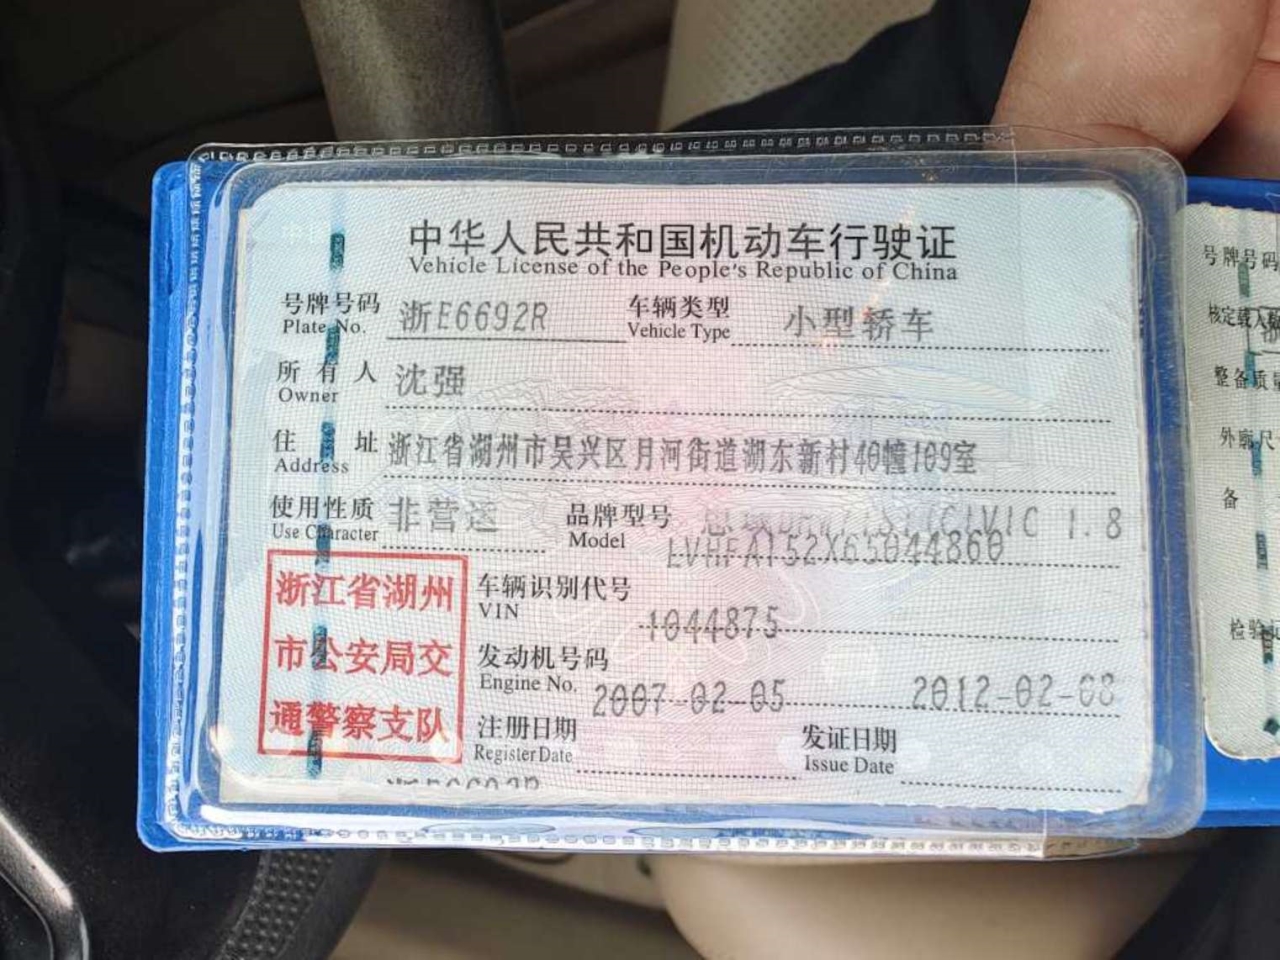 中华人民共和国机动车行驶证
Vehicle License of the People's Republic of China
号牌号码 浙E6692R 车辆类型 小型轿车
Plate No. Vehicle Type
所有人 沈强
Owner
住址 浙江省湖州市吴兴区月河街道湖东新村40幢109室
Address
使用性质 非营运 品牌型号 CIVIC 1.8
Use Character Model
LVHFA152X65044860
车辆识别代号
VIN
1044875
发动机号码
Engine No.
2007-02-05 2012-02-08
注册日期 发证日期
Register Date Issue Date
浙江省湖州
市公安局交
通警察支队
号牌号码
核定载人
整备质量
外廓尺
备
检验